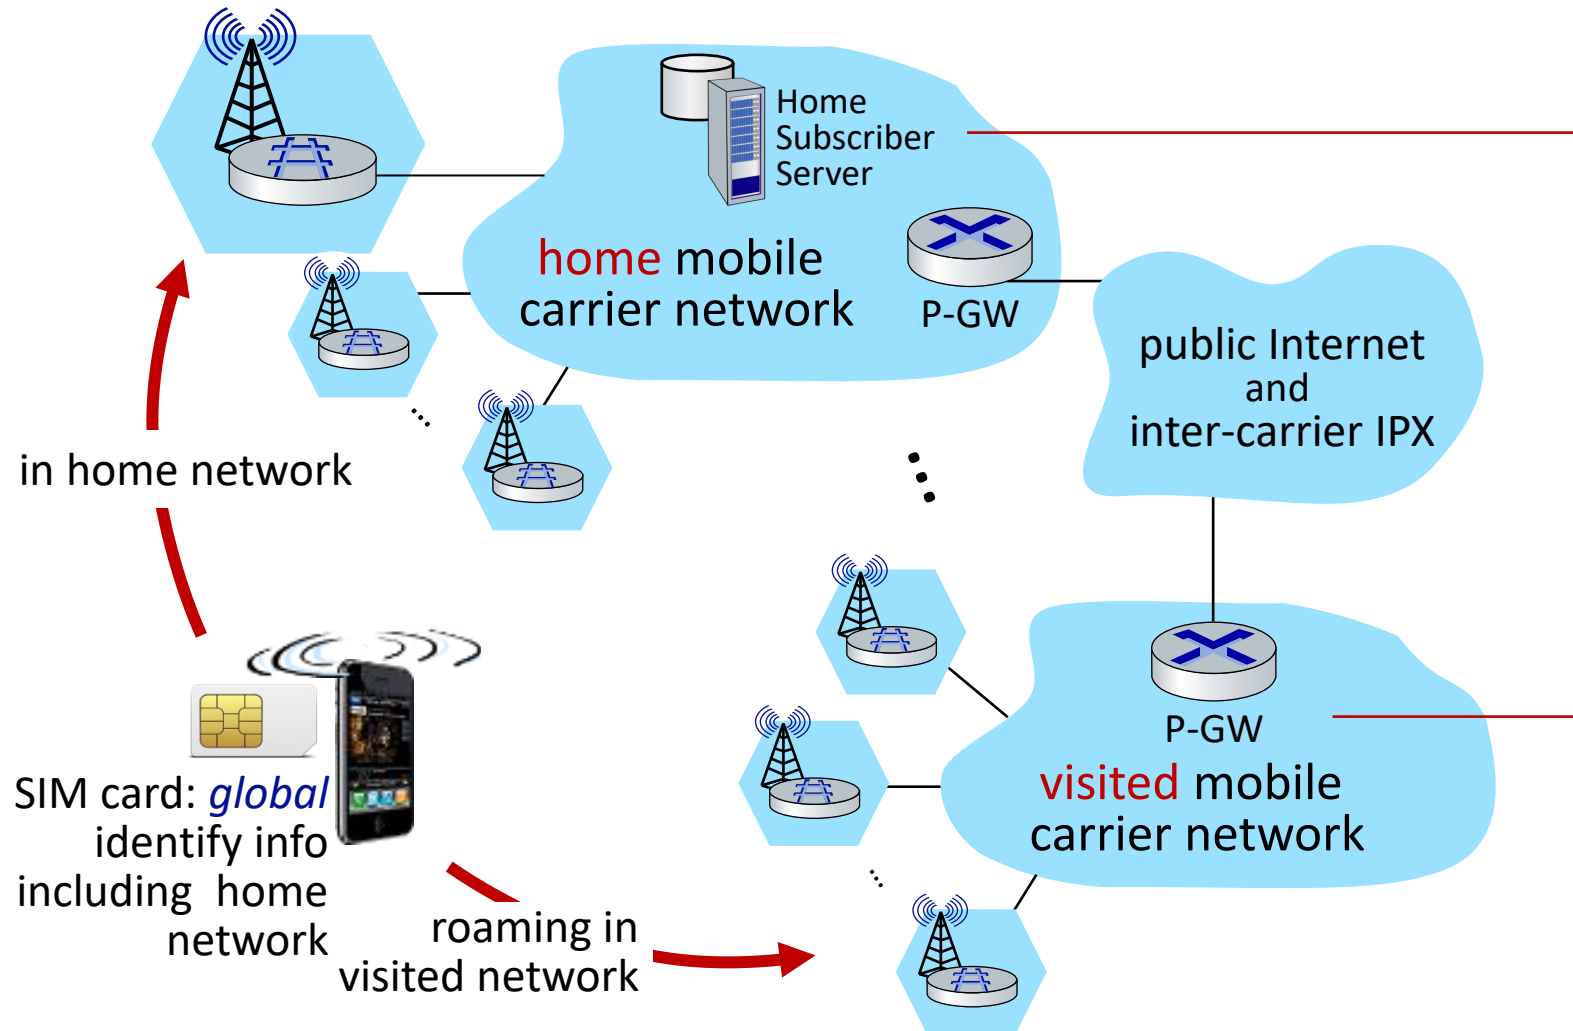 Home
Subscriber
Server
home mobile
carrier network
P-GW
public Internet
and
inter-carrier IPX
in home network
P-GW
visited mobile
carrier network
SIM card: global
identify info
including home
network
roaming in
visited network